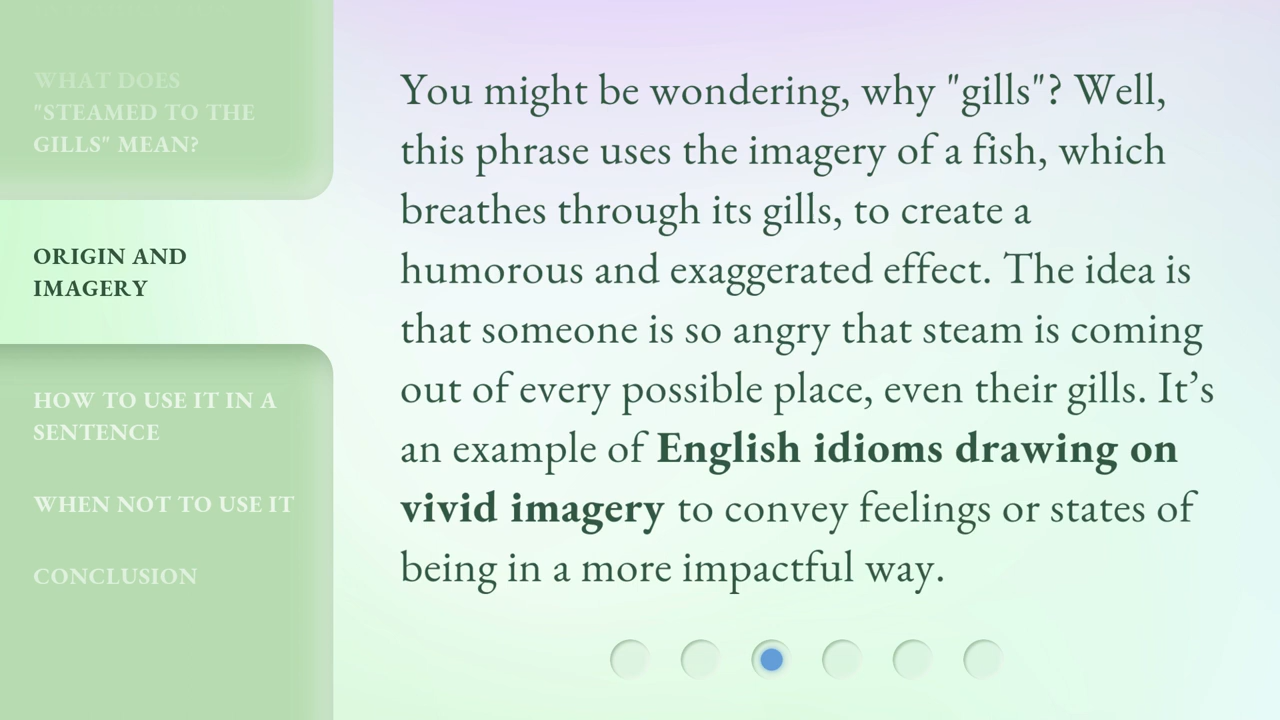 WHAT DOES
"STEAMED TO THE
GILLS" MEAN?
ORIGIN AND
IMAGERY
HOW TO USE IT IN A
SENTENCE
WHEN NOT TO USE IT
CONCLUSION
You might be wondering, why "gills"? Well,
this phrase uses the imagery of a fish, which
breathes through its gills, to create a
humorous and exaggerated effect. The idea is
that someone is so angry that steam is coming
out of every possible place, even their gills. It’s
an example of English idioms drawing on
vivid imagery to convey feelings or states of
being in a more impactful way.